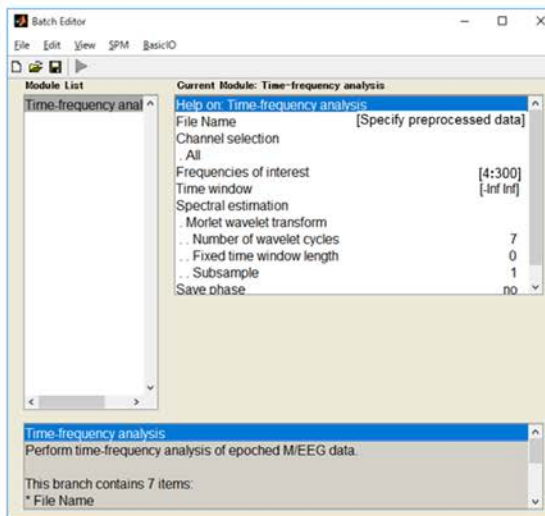 Batch Editor
File Edit View SPM BasicIO
Module List
Time-frequency anal
Current Module: Time-frequency analysis
Help on: Time-frequency analysis
File Name [Specify preprocessed data]
Channel selection
. All
Frequencies of interest [4:300]
Time window [-Inf Inf]
Spectral estimation
. Morlet wavelet transform
. . Number of wavelet cycles 7
. . Fixed time window length 0
. . Subsample 1
Save phase no
Time-frequency analysis
Perform time-frequency analysis of epoched M/EEG data.
This branch contains 7 items:
* File Name